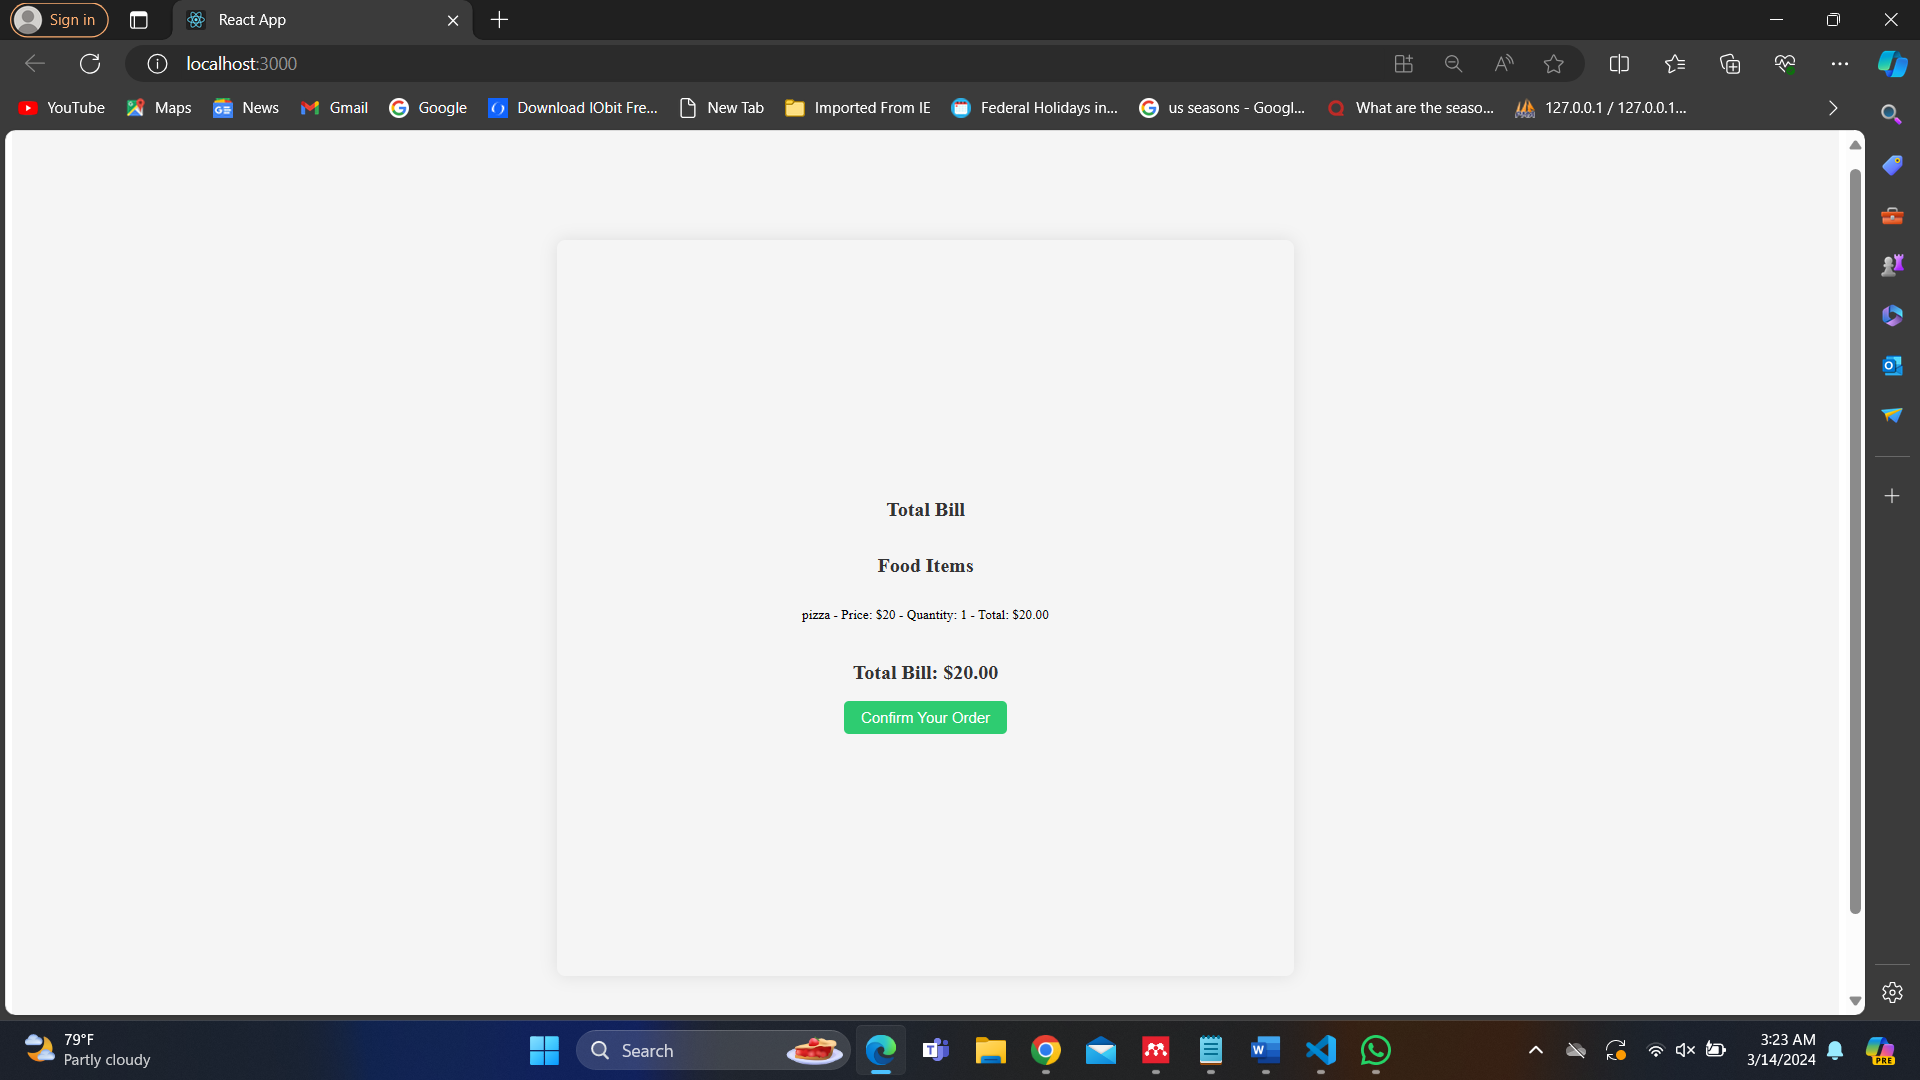 Sign in
React App
localhost:3000
YouTube
Maps
News
Gmail
Google
Download IObit Fre...
New Tab
Imported From IE
Federal Holidays in...
us seasons - Googl...
What are the seaso...
127.0.0.1 / 127.0.0.1...
Total Bill
Food Items
pizza - Price: $20 - Quantity: 1 - Total: $20.00
Total Bill: $20.00
Confirm Your Order
79°F
Partly cloudy
Search
3:23 AM
3/14/2024
PRE